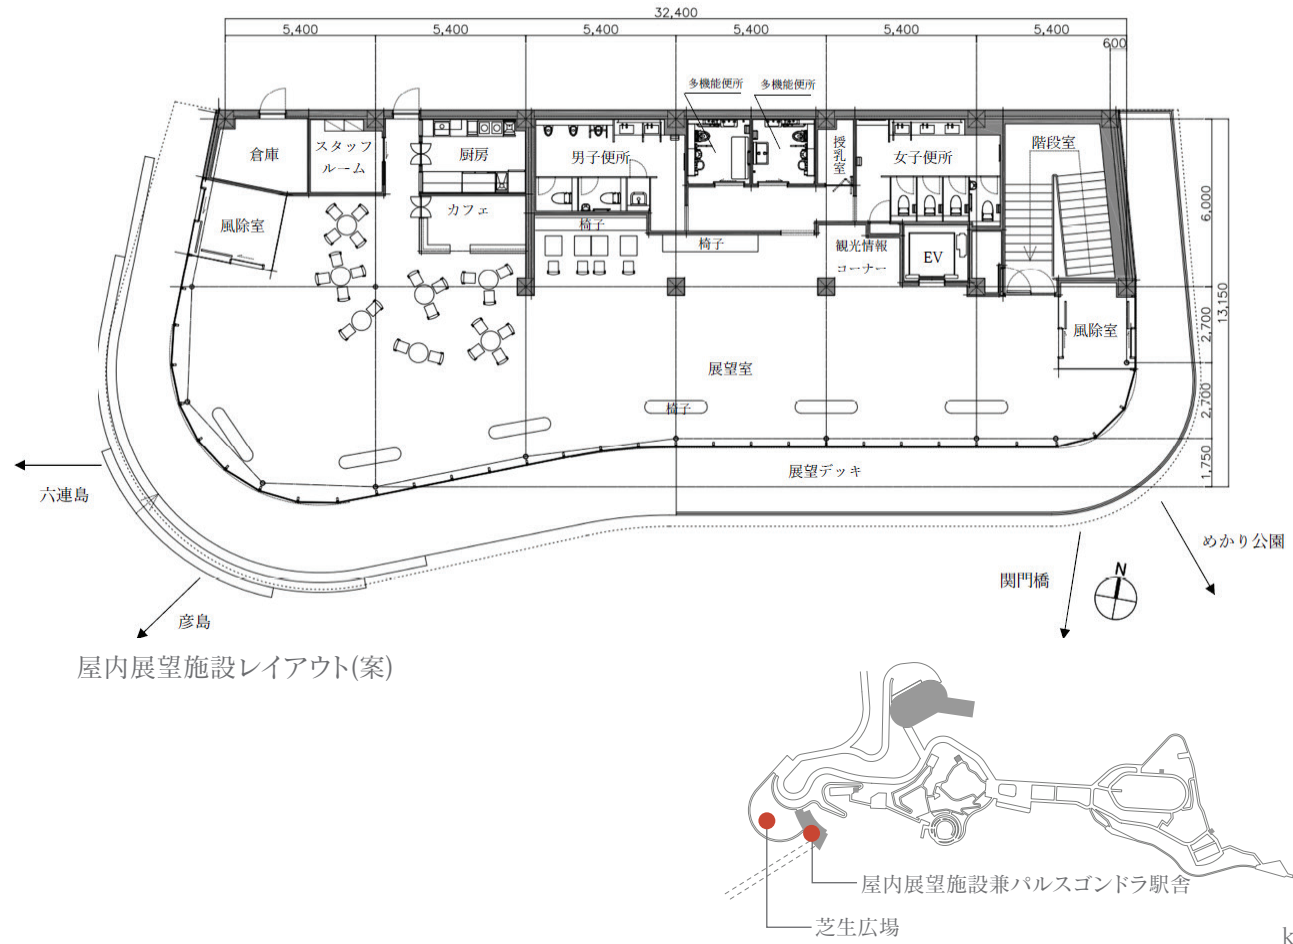 32,400
5,400
5,400
5,400
5,400
5,400
5,400
600
多機能便所
多機能便所
倉庫
スタッフ
ルーム
厨房
男子便所
授乳室
女子便所
階段室
風除室
カフェ
椅子
椅子
観光情報
コーナー
EV
6,000
13,150
2,700
風除室
展望室
2,700
椅子
展望デッキ
1,750
六連島
めかり公園
関門橋
N
彦島
屋内展望施設レイアウト(案)
屋内展望施設兼パルスゴンドラ駅舎
芝生広場
k